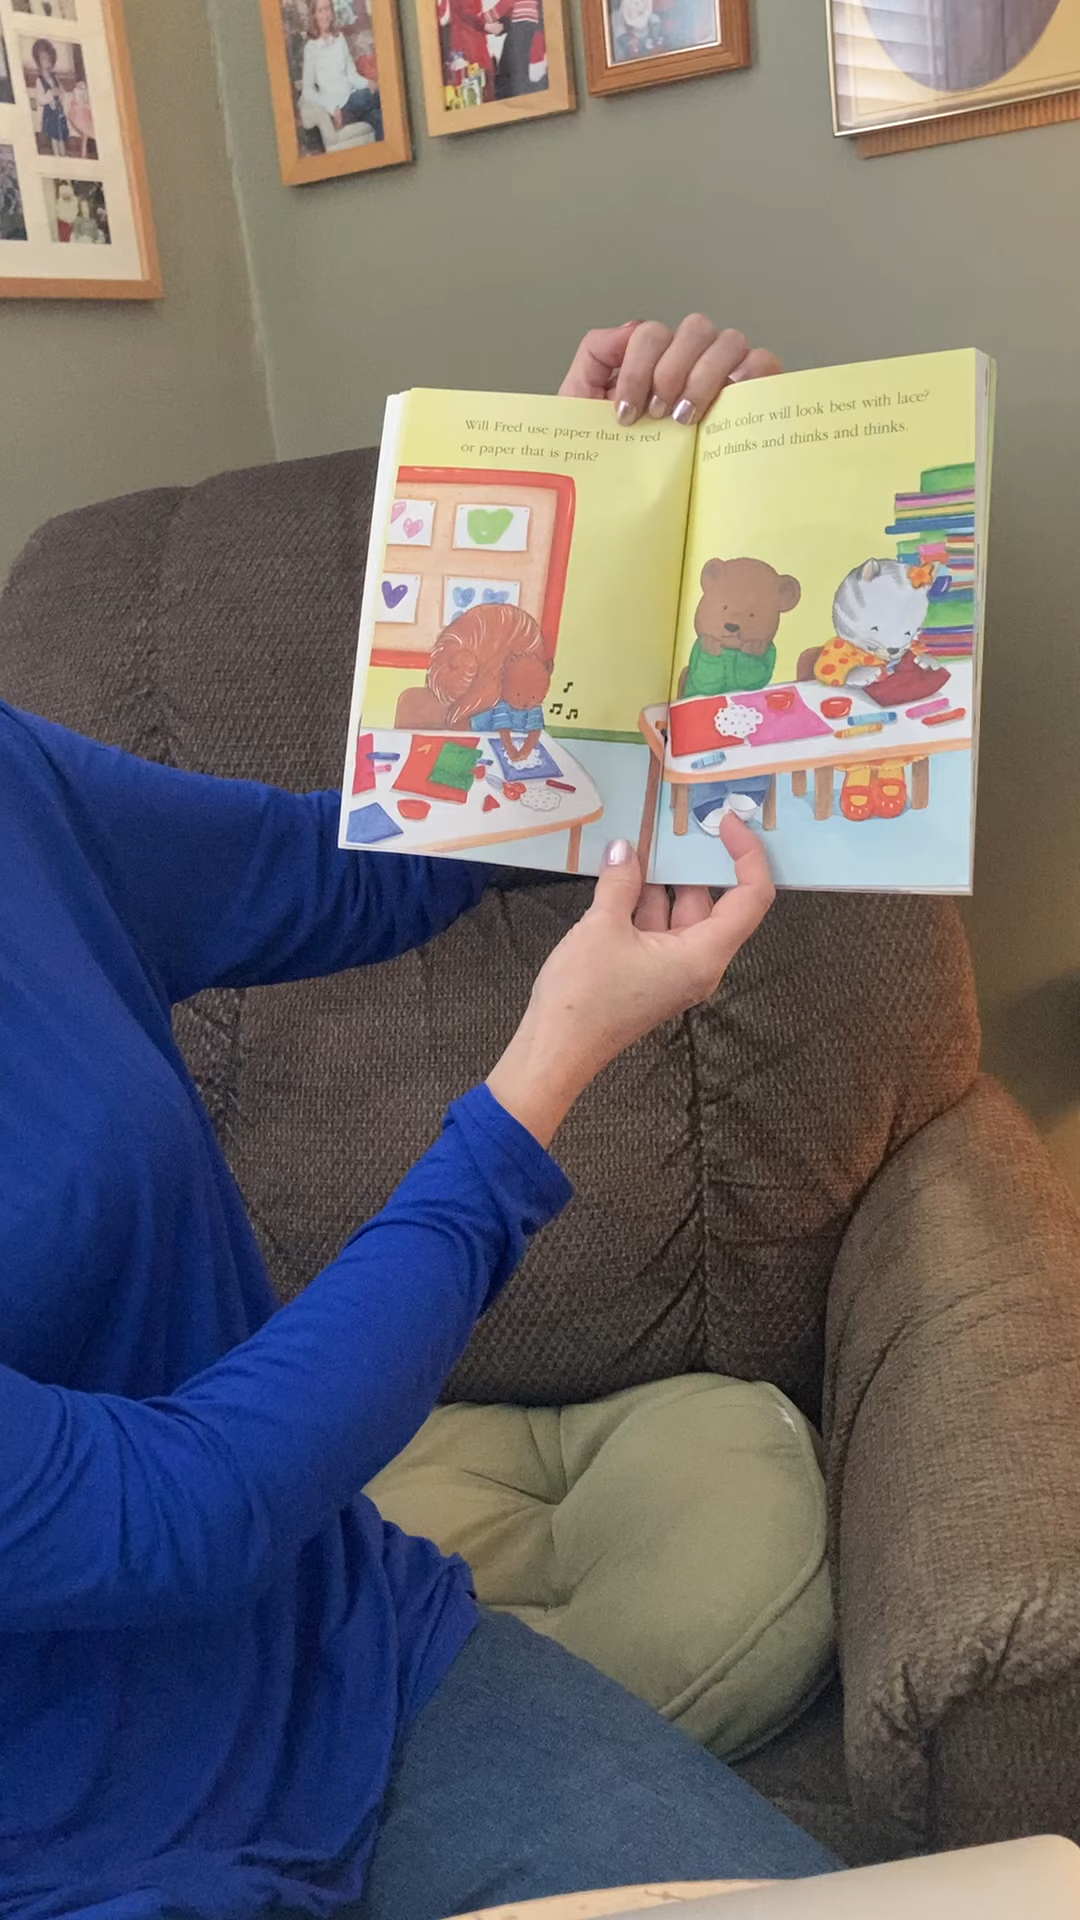 Will Fred use paper that is red
or paper that is pink?
Which color will look best with lace?
Fred thinks and thinks and thinks.